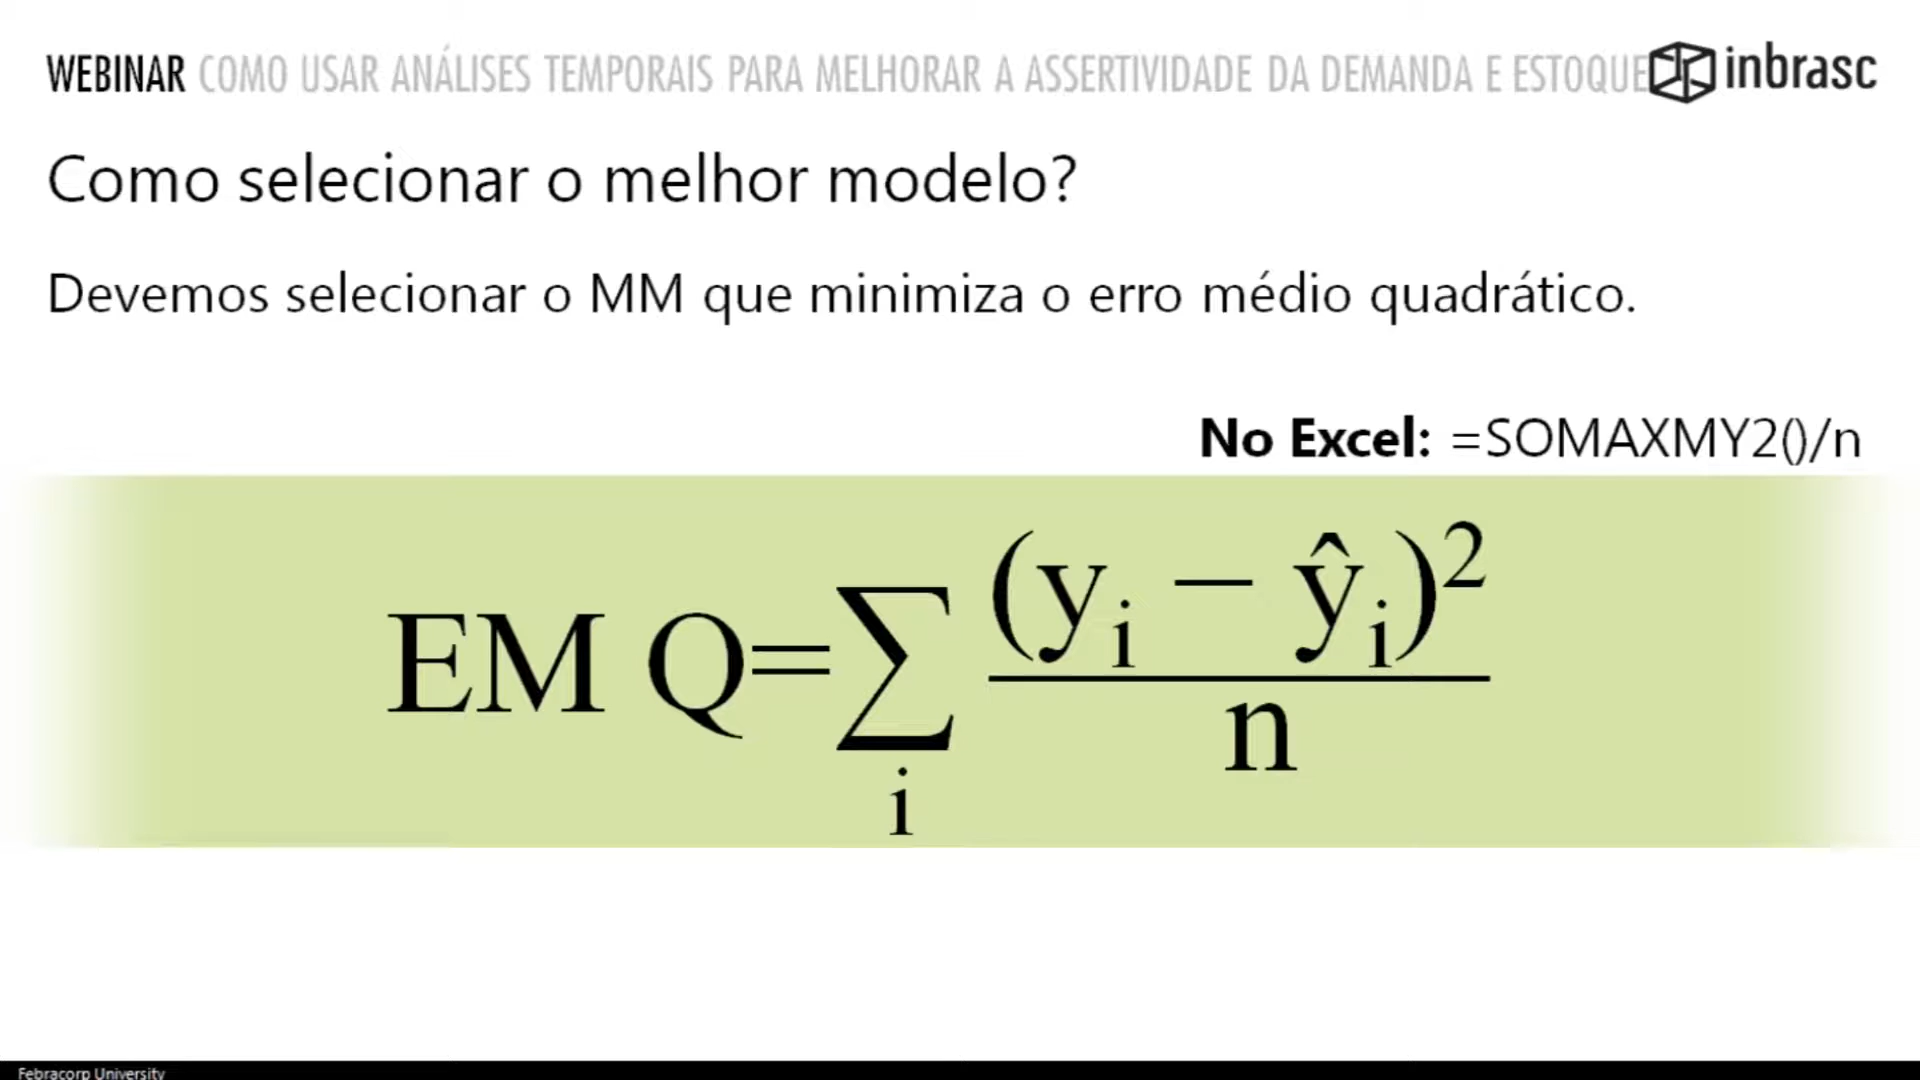 WEBINAR COMO USAR ANÁLISES TEMPORAIS PARA MELHORAR A ASSERTIVIDADE DA DEMANDA E ESTOQUE inbrasc
Como selecionar o melhor modelo?
Devemos selecionar o MM que minimiza o erro médio quadrático.
No Excel: =SOMAXMY2()/n
EM Q=∑ (yᵢ − ŷᵢ)²
n
i
Febracorp University